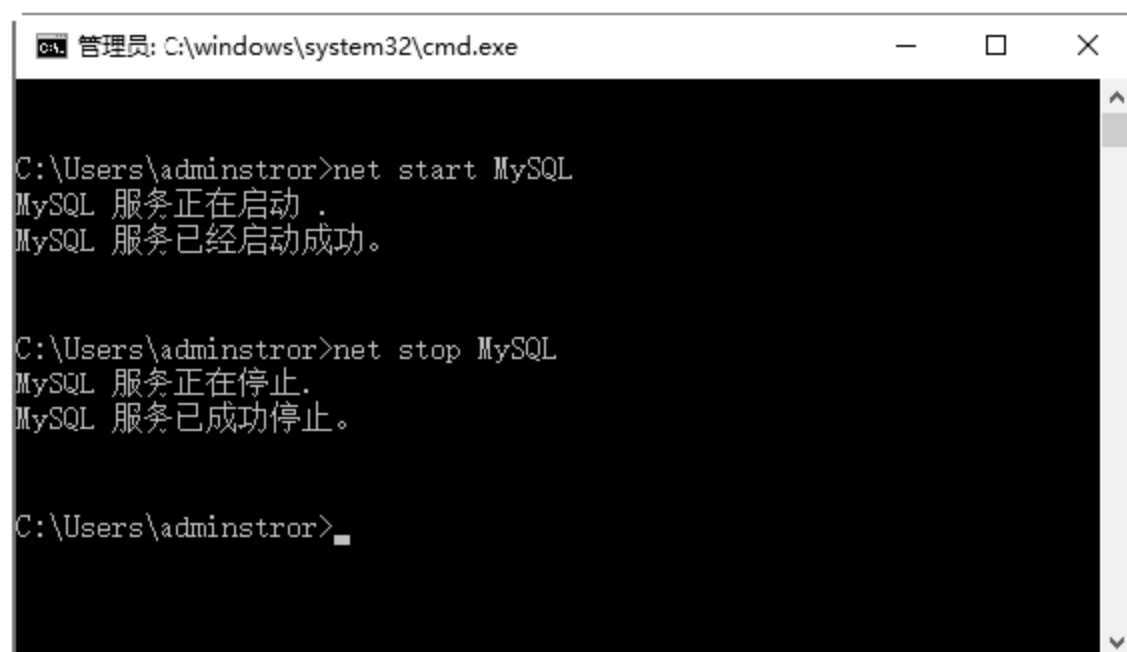 管理员: C:\windows\system32\cmd.exe
C:\Users\adminstror>net start MySQL
MySQL 服务正在启动 .
MySQL 服务已经启动成功。
C:\Users\adminstror>net stop MySQL
MySQL 服务正在停止.
MySQL 服务已成功停止。
C:\Users\adminstror>